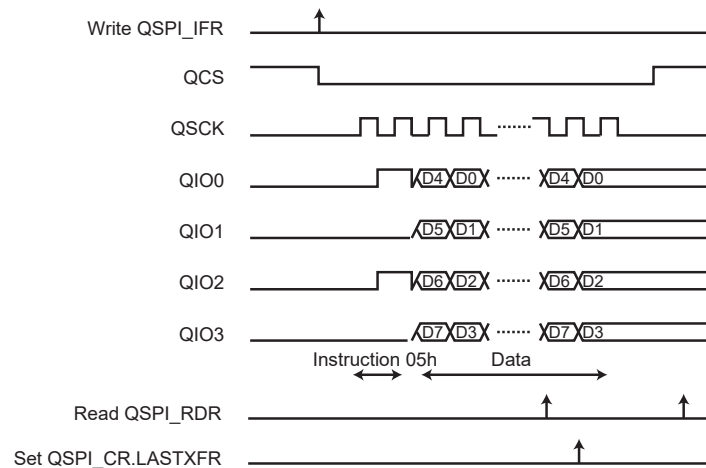 Write QSPI_IFR
QCS
QSCK
QIO0 D4 D0 D4 D0
QIO1 D5 D1 D5 D1
QIO2 D6 D2 D6 D2
QIO3 D7 D3 D7 D3
Instruction 05h Data
Read QSPI_RDR
Set QSPI_CR.LASTXFR